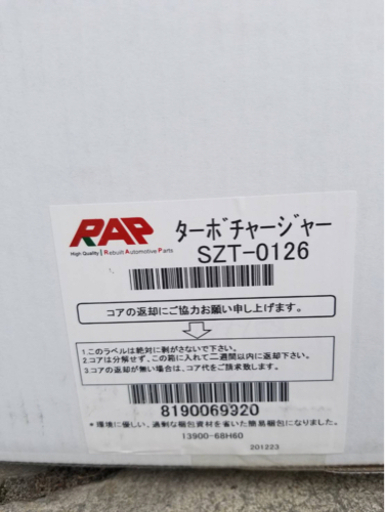 RAP
High Quality Rebuilt Automotive Parts
ターボチャージャー
SZT-0126
コアの返却にご協力お願い申し上げます。
1.このラベルは絶対に剥がさないで下さい。
2.コアは分解せず、この箱に入れて二週間以内に返却下さい。
3.コアの返却が無い場合は、コア代をご請求致します。
8190069920
*環境に優しい、過剰な梱包資材を省いた簡易梱包になりました。
13900-68H60
201223